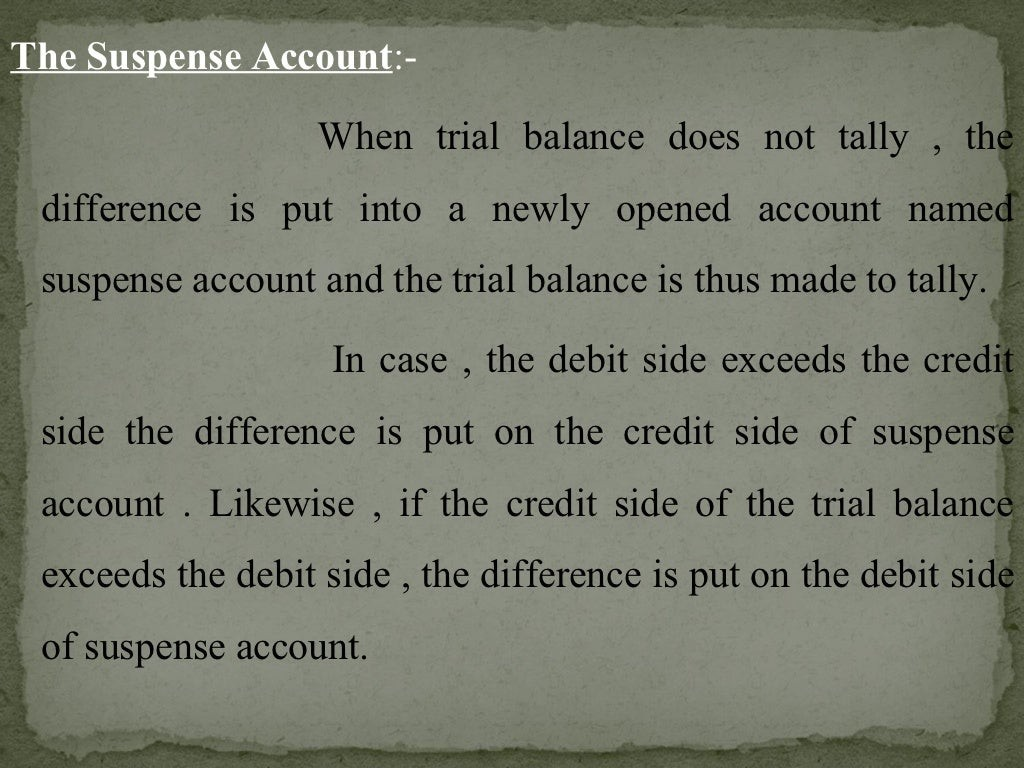 The Suspense Account:-
When trial balance does not tally , the
difference is put into a newly opened account named
suspense account and the trial balance is thus made to tally.
In case , the debit side exceeds the credit
side the difference is put on the credit side of suspense
account . Likewise , if the credit side of the trial balance
exceeds the debit side , the difference is put on the debit side
of suspense account.